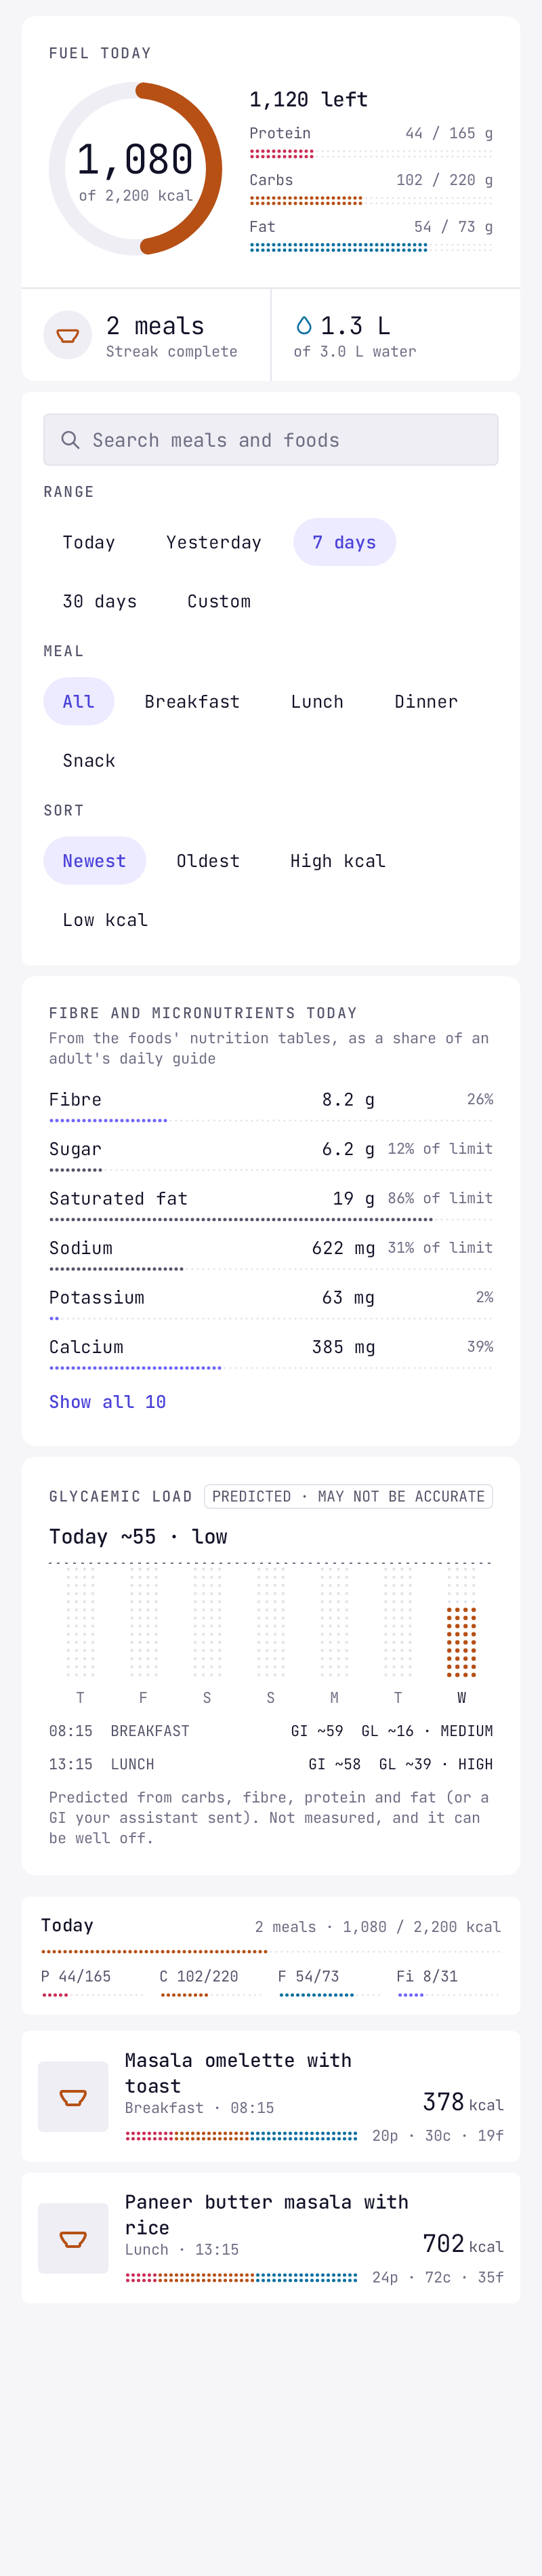 FUEL TODAY
1,080
of 2,200 kcal
1,120 left
Protein 44 / 165 g
Carbs 102 / 220 g
Fat 54 / 73 g
2 meals
Streak complete
1.3 L
of 3.0 L water
Search meals and foods
RANGE
Today Yesterday 7 days
30 days Custom
MEAL
All Breakfast Lunch Dinner
Snack
SORT
Newest Oldest High kcal
Low kcal
FIBRE AND MICRONUTRIENTS TODAY
From the foods' nutrition tables, as a share of an
adult's daily guide
Fibre 8.2 g 26%
Sugar 6.2 g 12% of limit
Saturated fat 19 g 86% of limit
Sodium 622 mg 31% of limit
Potassium 63 mg 2%
Calcium 385 mg 39%
Show all 10
GLYCAEMIC LOAD PREDICTED · MAY NOT BE ACCURATE
Today ~55 · low
T F S S M T W
08:15 BREAKFAST GI ~59 GL ~16 · MEDIUM
13:15 LUNCH GI ~58 GL ~39 · HIGH
Predicted from carbs, fibre, protein and fat (or a
GI your assistant sent). Not measured, and it can
be well off.
Today 2 meals · 1,080 / 2,200 kcal
P 44/165 C 102/220 F 54/73 Fi 8/31
Masala omelette with
toast
Breakfast · 08:15
378 kcal
20p · 30c · 19f
Paneer butter masala with
rice
Lunch · 13:15
702 kcal
24p · 72c · 35f